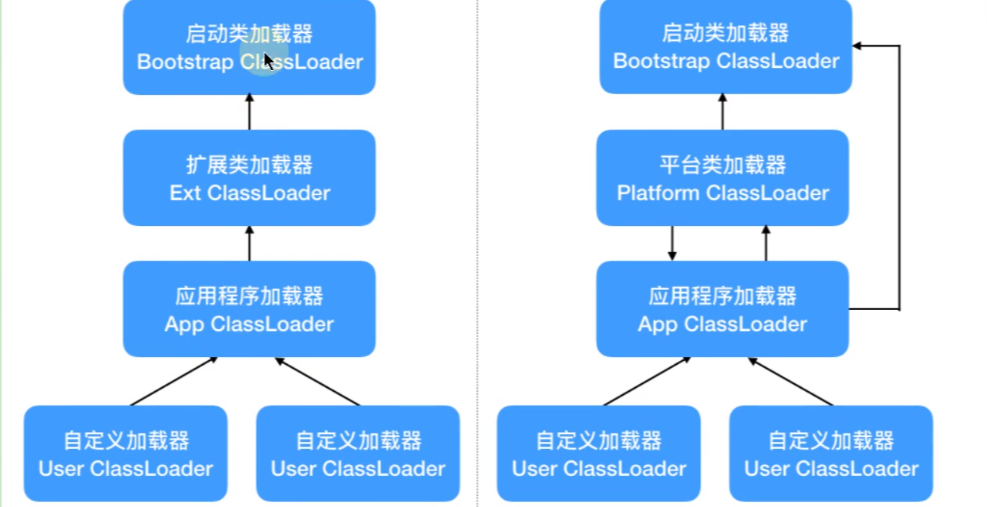 启动类加载器
Bootstrap ClassLoader
扩展类加载器
Ext ClassLoader
应用程序加载器
App ClassLoader
自定义加载器
User ClassLoader
自定义加载器
User ClassLoader
启动类加载器
Bootstrap ClassLoader
平台类加载器
Platform ClassLoader
应用程序加载器
App ClassLoader
自定义加载器
User ClassLoader
自定义加载器
User ClassLoader